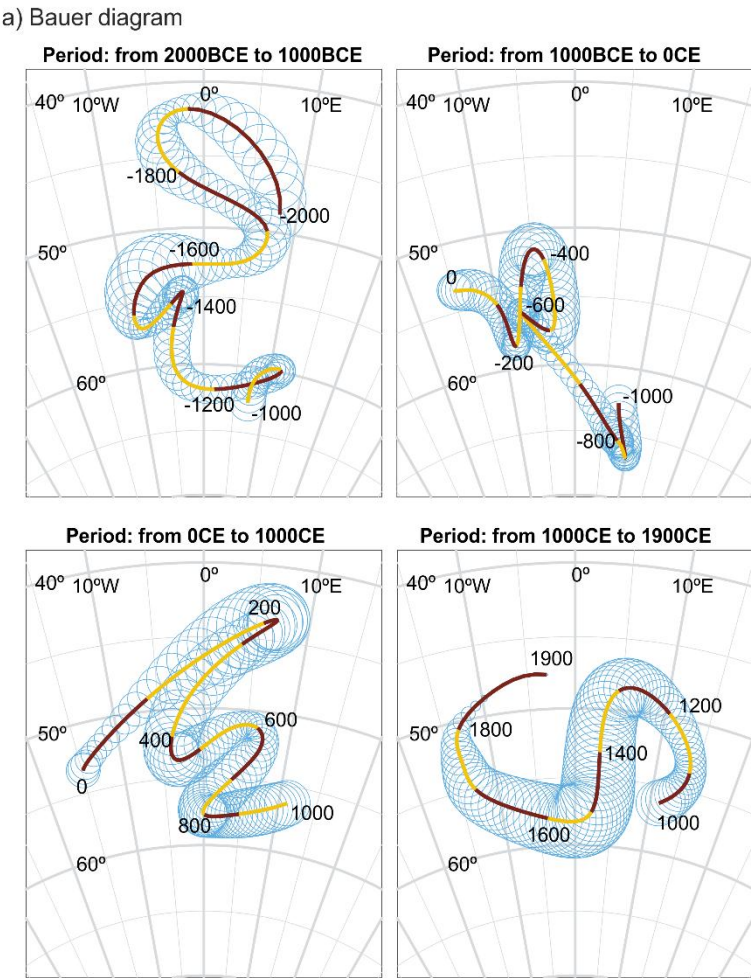 a) Bauer diagram
Period: from 2000BCE to 1000BCE
40º 10ºW 0º 10ºE
-1800
-2000
-1600
50º
-1400
60º
-1200
-1000
Period: from 1000BCE to 0CE
40º 10ºW 0º 10ºE
50º
-400
0
-600
-200
60º
-1000
-800
Period: from 0CE to 1000CE
40º 10ºW 0º 10ºE
200
600
50º
400
0
1000
800
60º
Period: from 1000CE to 1900CE
40º 10ºW 0º 10ºE
1900
1200
50º
1800
1400
1000
1600
60º